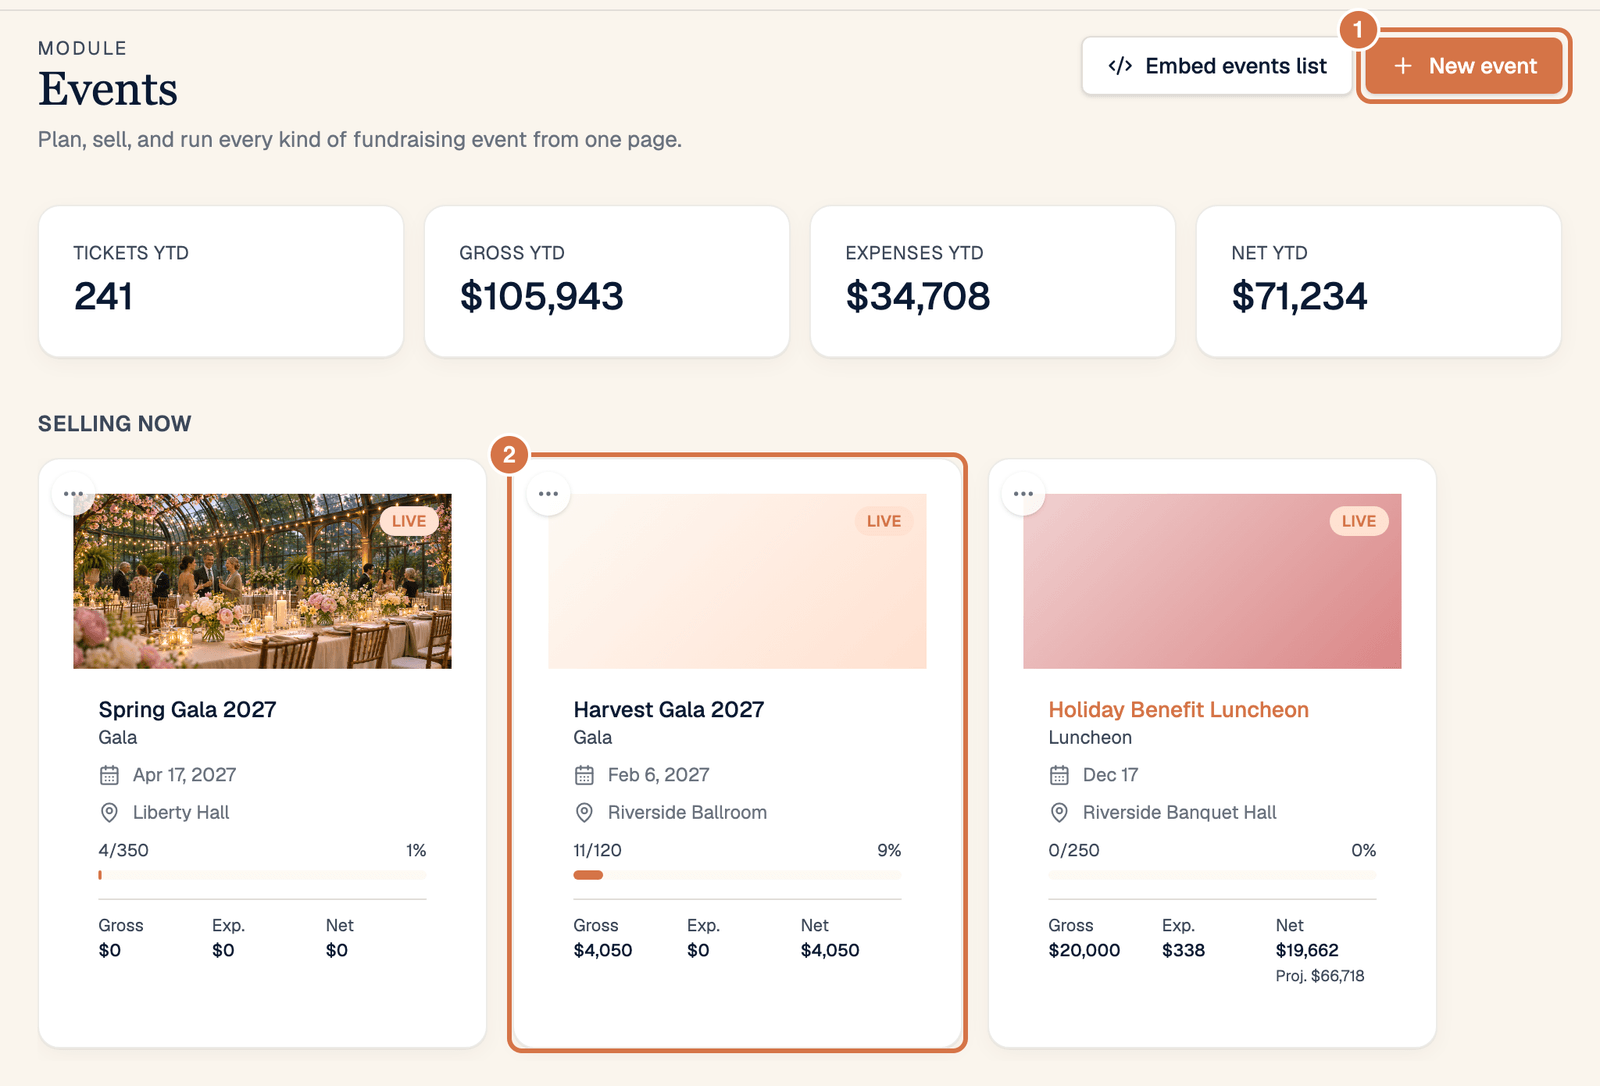 MODULE
Events
Plan, sell, and run every kind of fundraising event from one page.
</> Embed events list
1
+ New event
TICKETS YTD
241
GROSS YTD
$105,943
EXPENSES YTD
$34,708
NET YTD
$71,234
SELLING NOW
LIVE
Spring Gala 2027
Gala
Apr 17, 2027
Liberty Hall
4/350 1%
Gross Exp. Net
$0 $0 $0
2
LIVE
Harvest Gala 2027
Gala
Feb 6, 2027
Riverside Ballroom
11/120 9%
Gross Exp. Net
$4,050 $0 $4,050
LIVE
Holiday Benefit Luncheon
Luncheon
Dec 17
Riverside Banquet Hall
0/250 0%
Gross Exp. Net
$20,000 $338 $19,662
Proj. $66,718